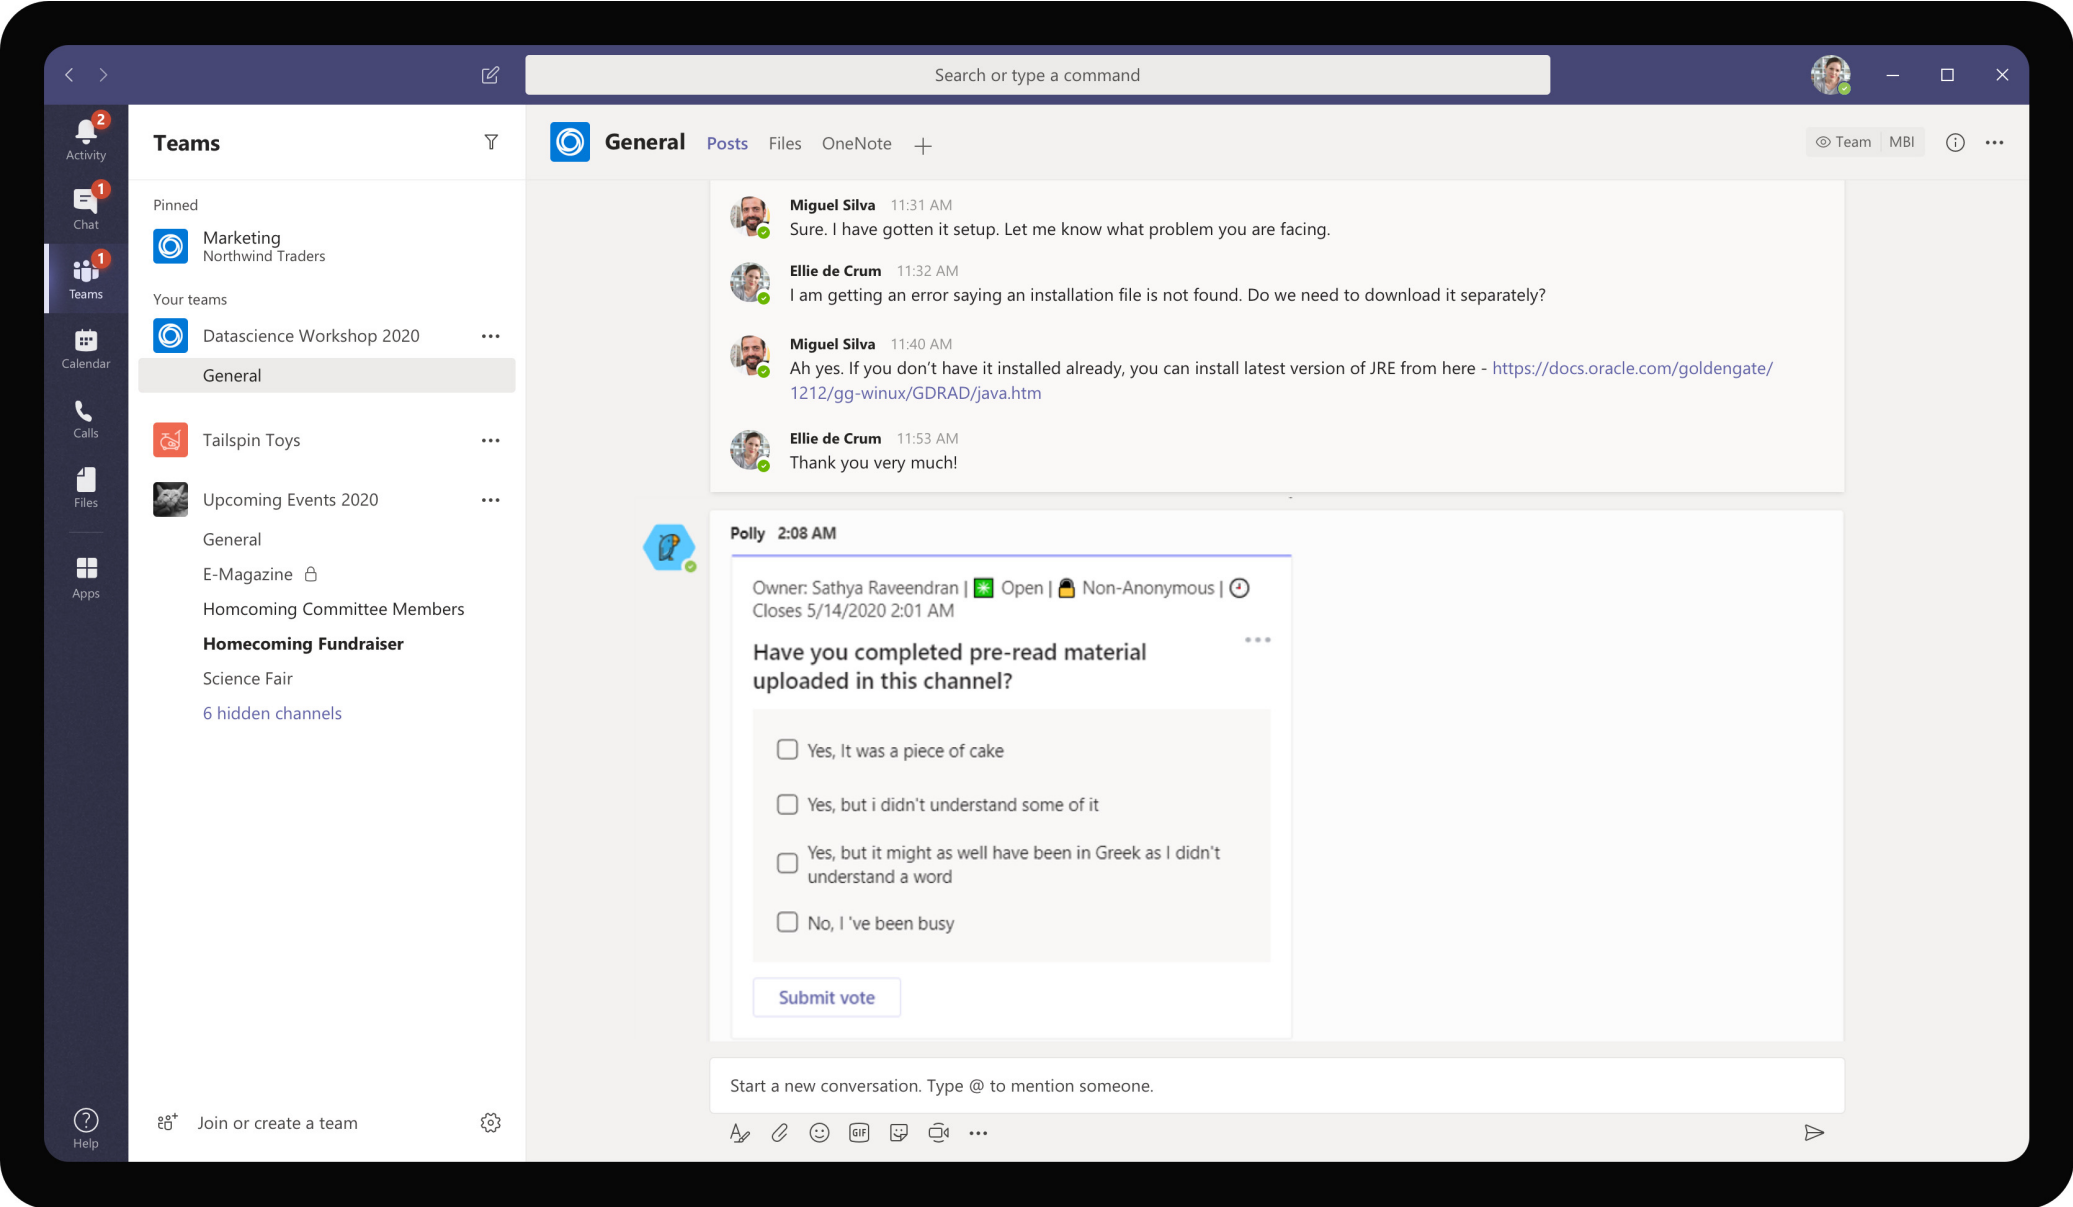 Search or type a command
2
Activity
1
Chat
1
Teams
Calendar
Calls
Files
Apps
Help
Teams
Pinned
Marketing
Northwind Traders
Your teams
Datascience Workshop 2020
General
Tailspin Toys
Upcoming Events 2020
General
E-Magazine
Homcoming Committee Members
Homecoming Fundraiser
Science Fair
6 hidden channels
Join or create a team
General Posts Files OneNote
Team MBI
Miguel Silva 11:31 AM
Sure. I have gotten it setup. Let me know what problem you are facing.
Ellie de Crum 11:32 AM
I am getting an error saying an installation file is not found. Do we need to download it separately?
Miguel Silva 11:40 AM
Ah yes. If you don’t have it installed already, you can install latest version of JRE from here - https://docs.oracle.com/goldengate/
1212/gg-winux/GDRAD/java.htm
Ellie de Crum 11:53 AM
Thank you very much!
Polly 2:08 AM
Owner: Sathya Raveendran | Open | Non-Anonymous |
Closes 5/14/2020 2:01 AM
Have you completed pre-read material
uploaded in this channel?
Yes, It was a piece of cake
Yes, but i didn't understand some of it
Yes, but it might as well have been in Greek as I didn't
understand a word
No, I 've been busy
Submit vote
Start a new conversation. Type @ to mention someone.
GIF